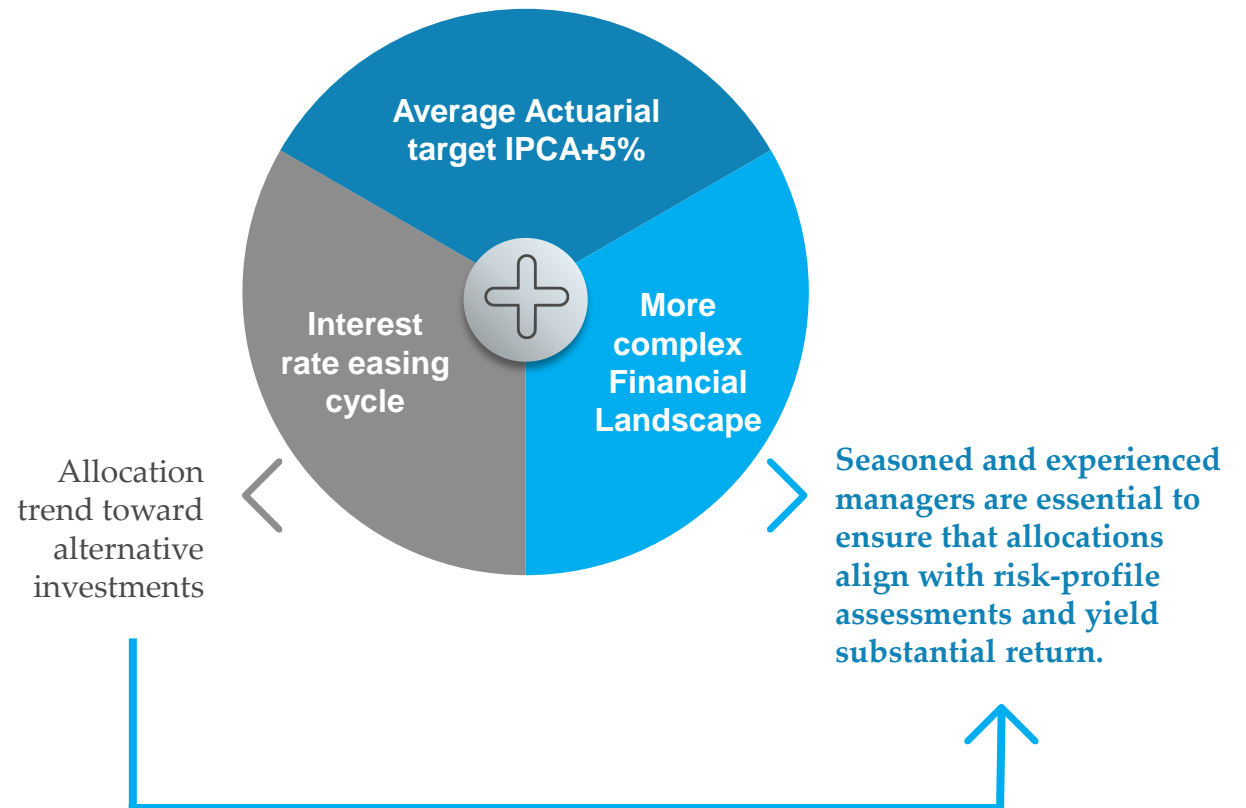 Average Actuarial
target IPCA+5%
Interest
rate easing
cycle
More
complex
Financial
Landscape
Allocation
trend toward
alternative
investments
Seasoned and experienced
managers are essential to
ensure that allocations
align with risk-profile
assessments and yield
substantial return.